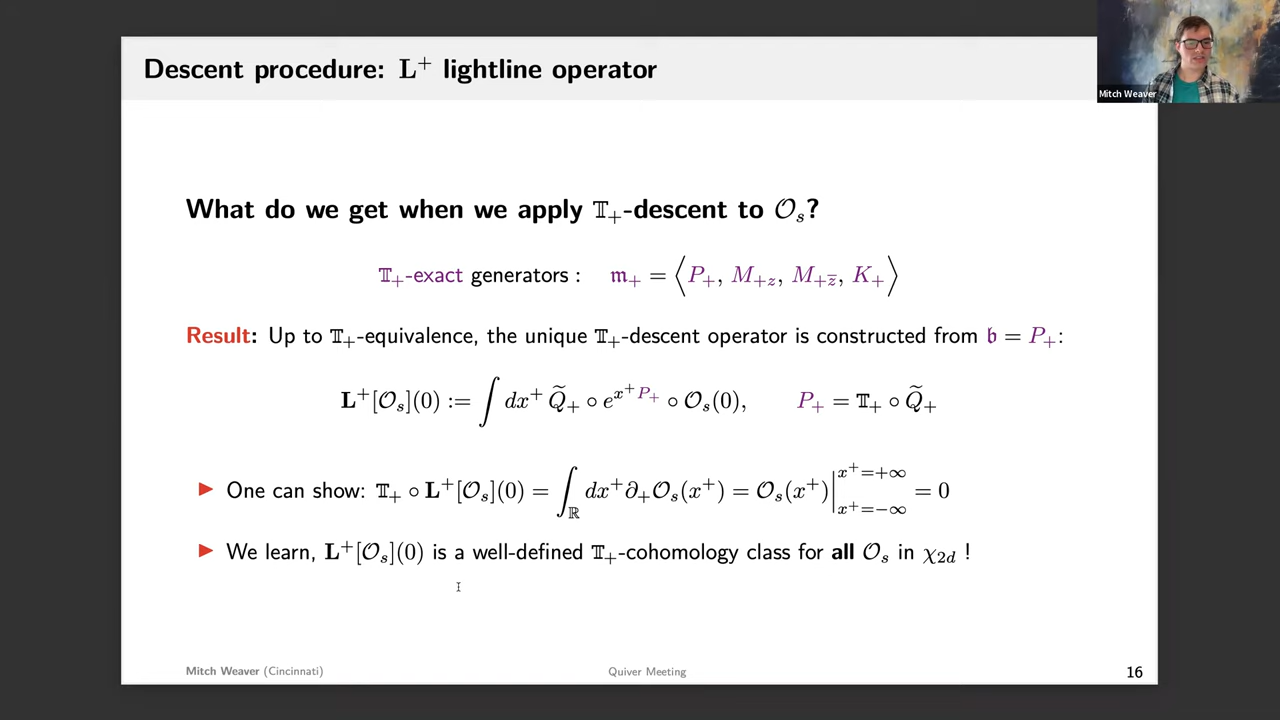 Descent procedure: L⁺ lightline operator
Mitch Weaver
What do we get when we apply 𝕋₊-descent to 𝒪ₛ?
𝕋₊-exact generators : 𝔪₊ = ⟨P₊, M₊z, M₊z̄, K₊⟩
Result: Up to 𝕋₊-equivalence, the unique 𝕋₊-descent operator is constructed from 𝔟 = P₊:
L⁺[𝒪ₛ](0) := ∫ dx⁺ Q̃₊ ∘ e^{x⁺P₊} ∘ 𝒪ₛ(0), P₊ = 𝕋₊ ∘ Q̃₊
▶ One can show: 𝕋₊ ∘ L⁺[𝒪ₛ](0) = ∫_ℝ dx⁺∂₊𝒪ₛ(x⁺) = 𝒪ₛ(x⁺)|_{x⁺=−∞}^{x⁺=+∞} = 0
▶ We learn, L⁺[𝒪ₛ](0) is a well-defined 𝕋₊-cohomology class for all 𝒪ₛ in χ_{2d} !
Mitch Weaver (Cincinnati) Quiver Meeting 16